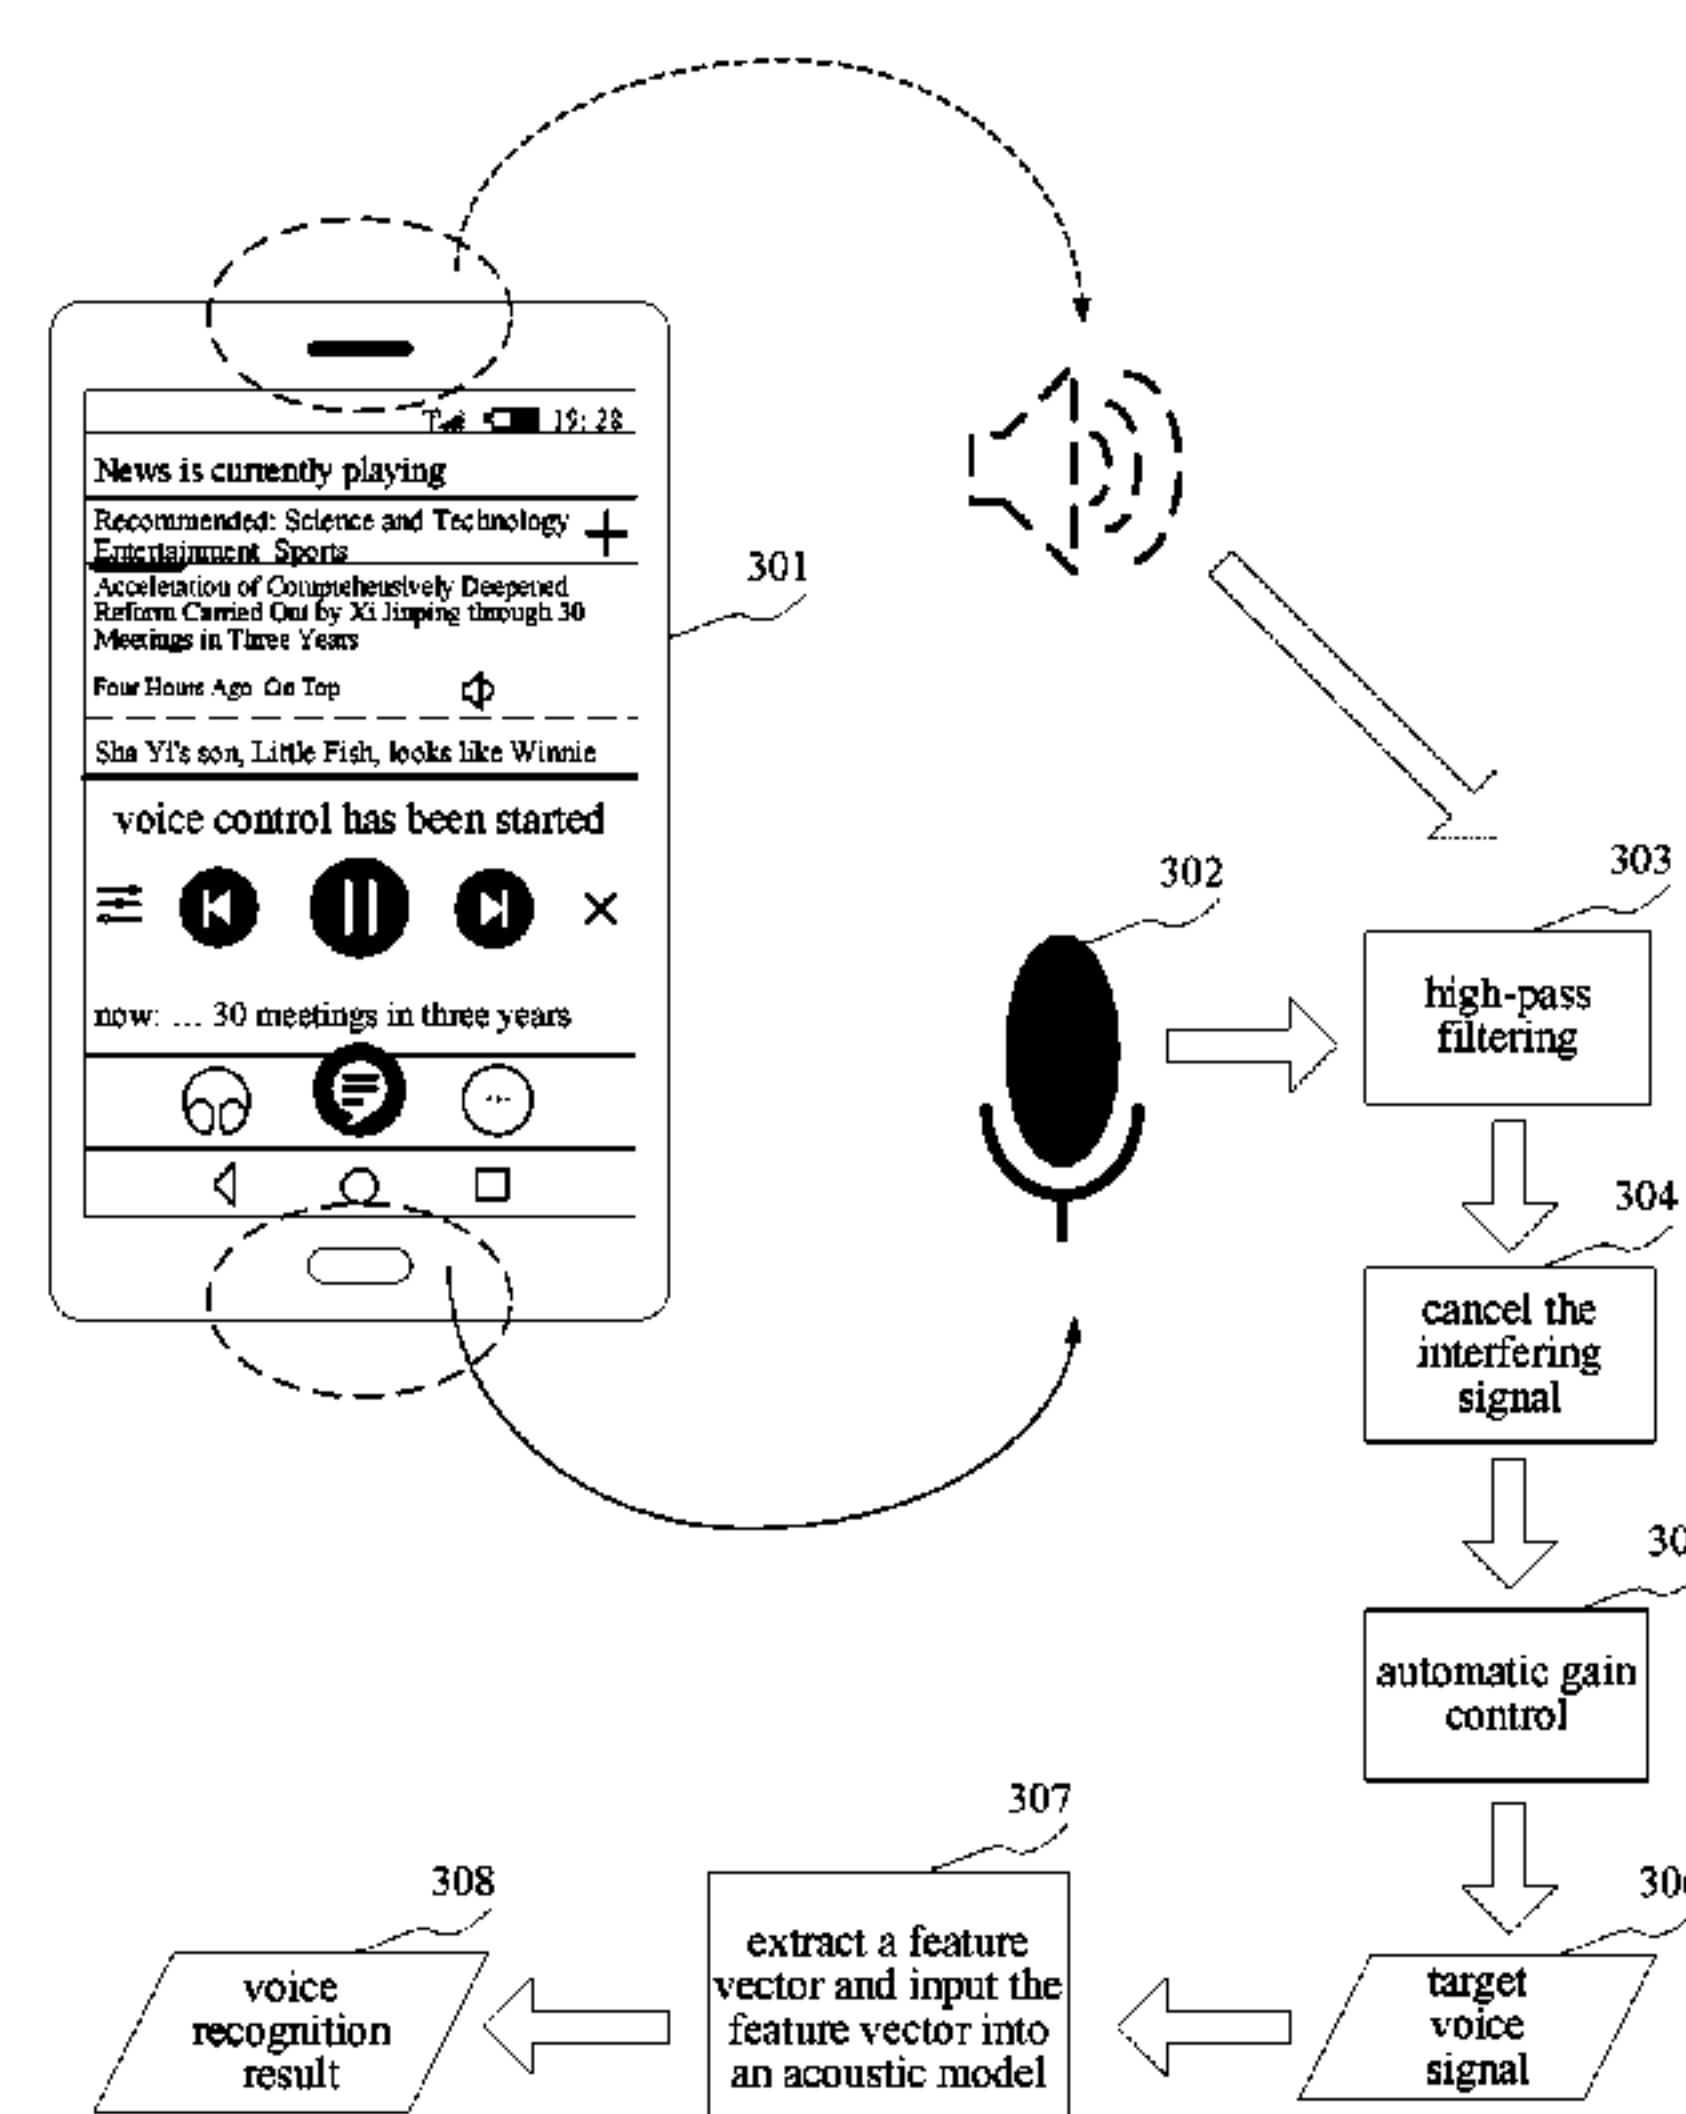 19:28
News is currently playing
Recommended: Science and Technology
Entertainment Sports
Acceleration of Comprehensively Deepened
Reform Carried Out by Xi Jinping through 30
Meetings in Three Years
Four Hours Ago On Top
Sha Yi's son, Little Fish, looks like Winnie
voice control has been started
now: ... 30 meetings in three years
301
302
303
high-pass
filtering
304
cancel the
interfering
signal
30
automatic gain
control
306
target
voice
signal
307
extract a feature
vector and input the
feature vector into
an acoustic model
308
voice
recognition
result